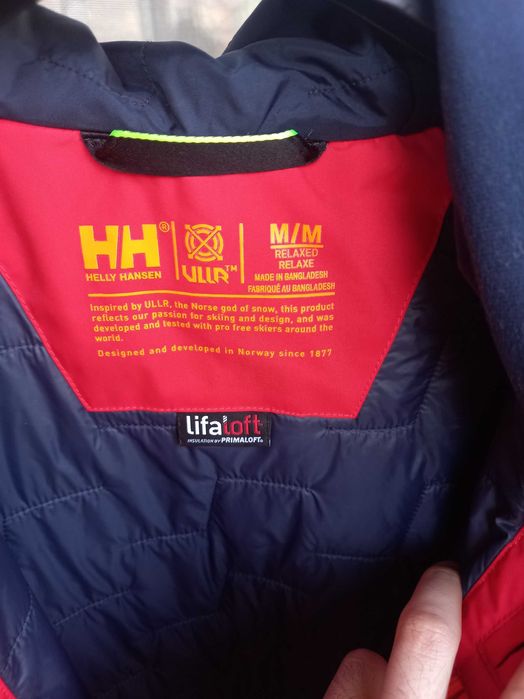 HH®
HELLY HANSEN
ULLR™
M/M
RELAXED
RELAXE
MADE IN BANGLADESH
FABRIQUÉ AU BANGLADESH
Inspired by ULLR, the Norse god of snow, this product
reflects our passion for skiing and design, and was
developed and tested with pro free skiers around the
world.
Designed and developed in Norway since 1877
lifaloft
INSULATION BY PRIMALOFT®